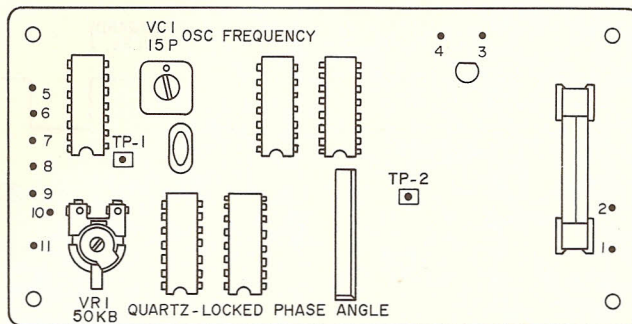 VC1
15P OSC FREQUENCY
4 3
5
6
TP-1
7
8
TP-2
9
10
2
11
1
VR1
50KB QUARTZ-LOCKED PHASE ANGLE